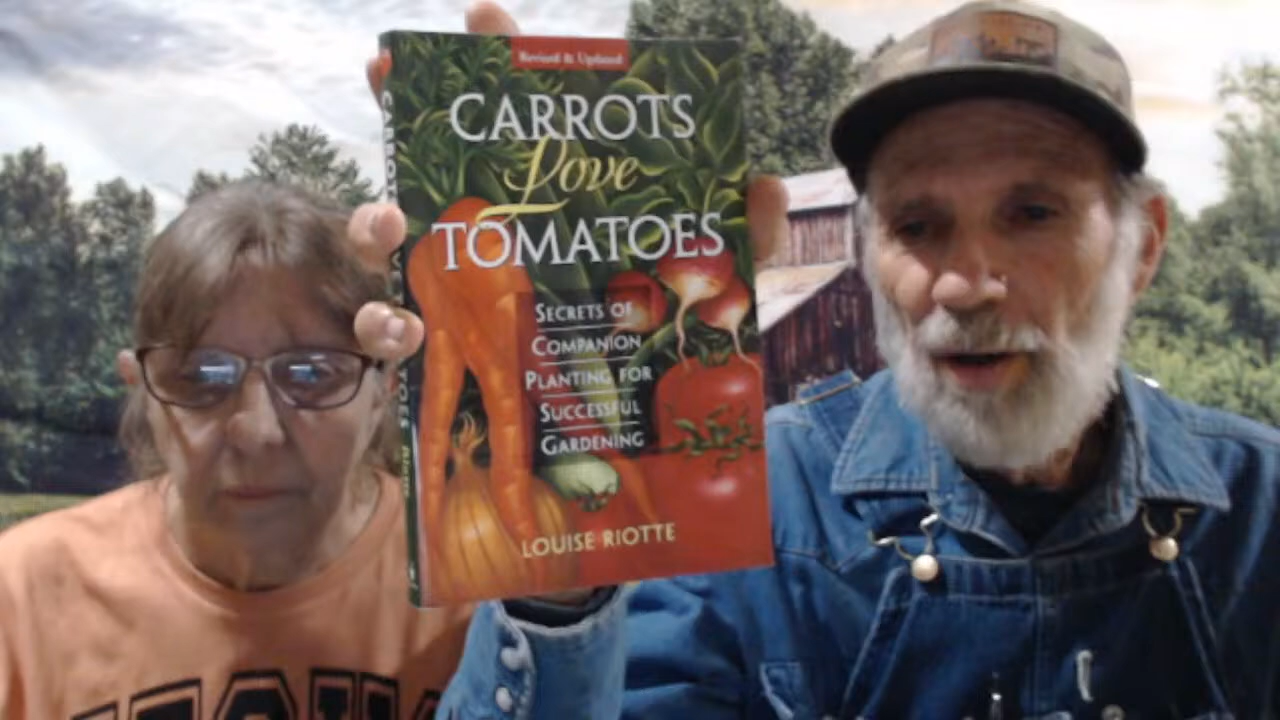 Revised & Updated
CARROTS
Love
TOMATOES
SECRETS OF
COMPANION
PLANTING FOR
SUCCESSFUL
GARDENING
LOUISE RIOTTE